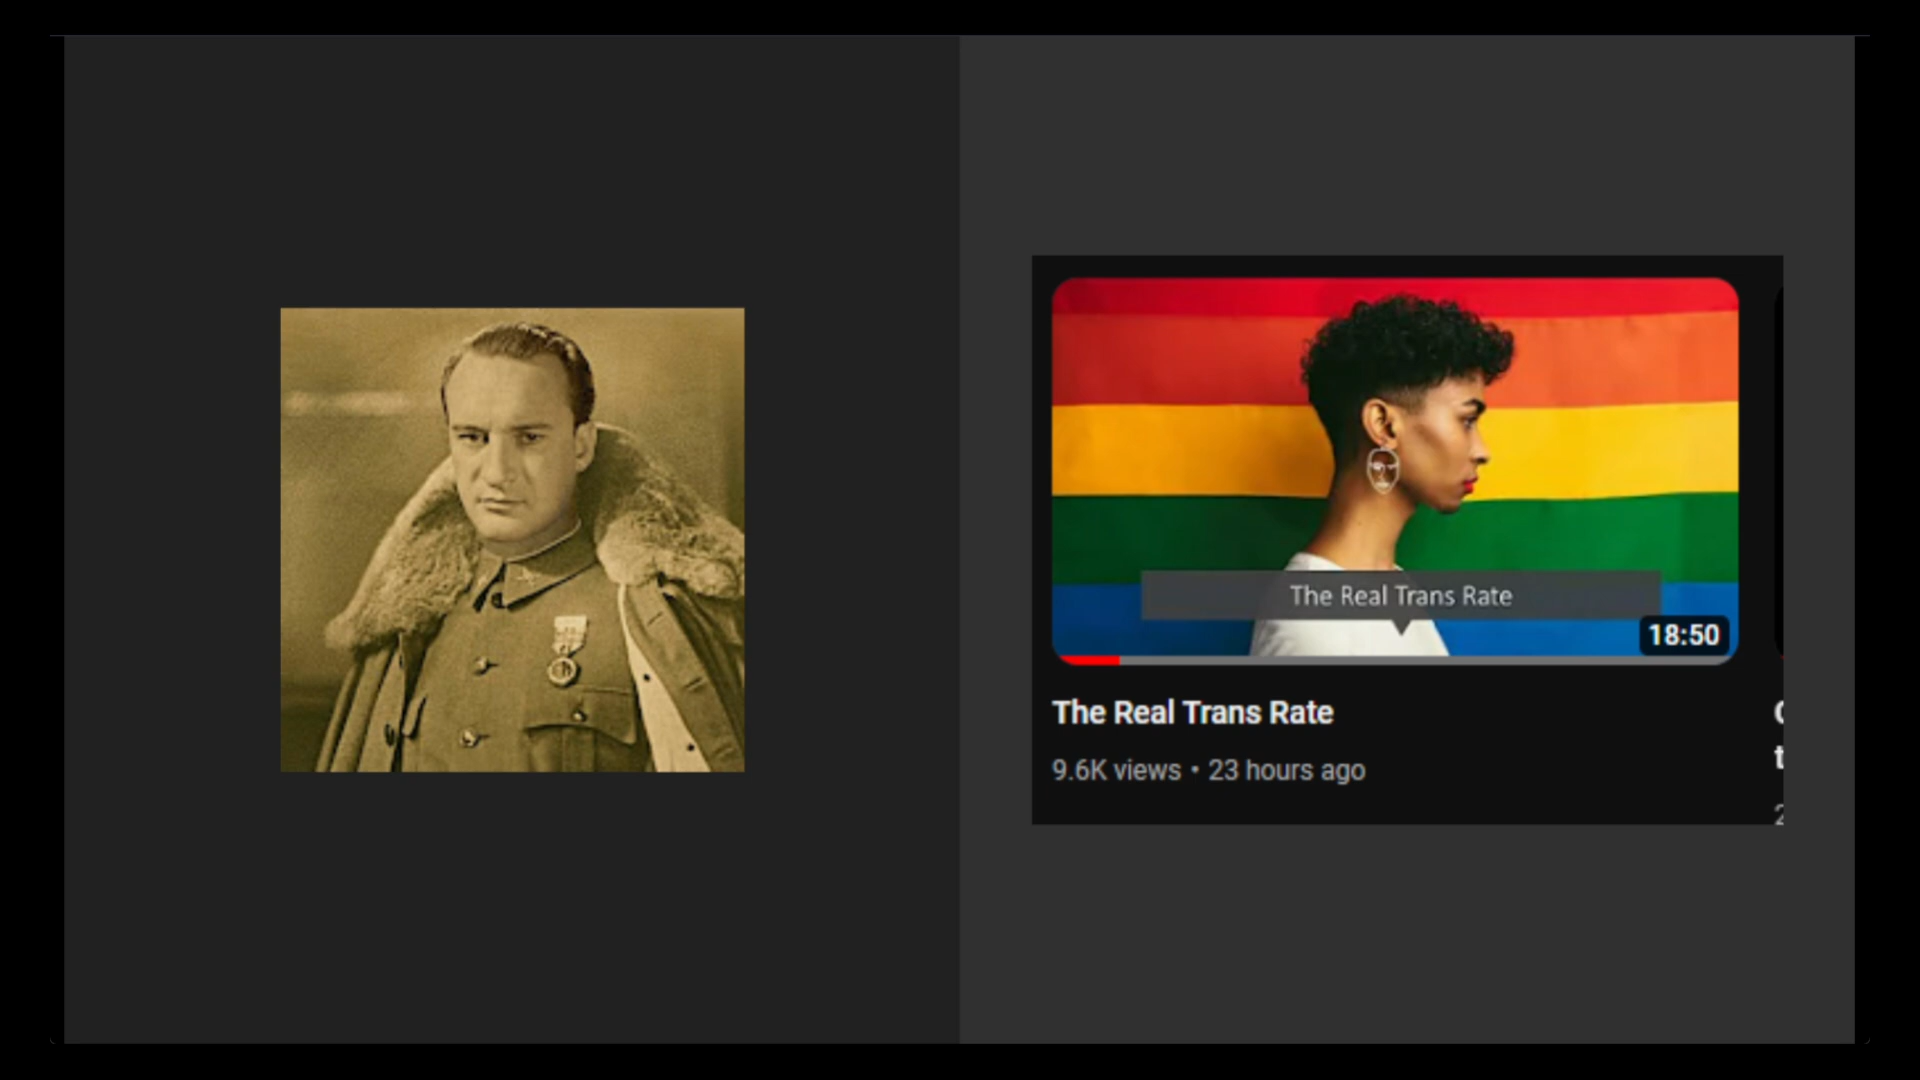 The Real Trans Rate
18:50
The Real Trans Rate
9.6K views • 23 hours ago